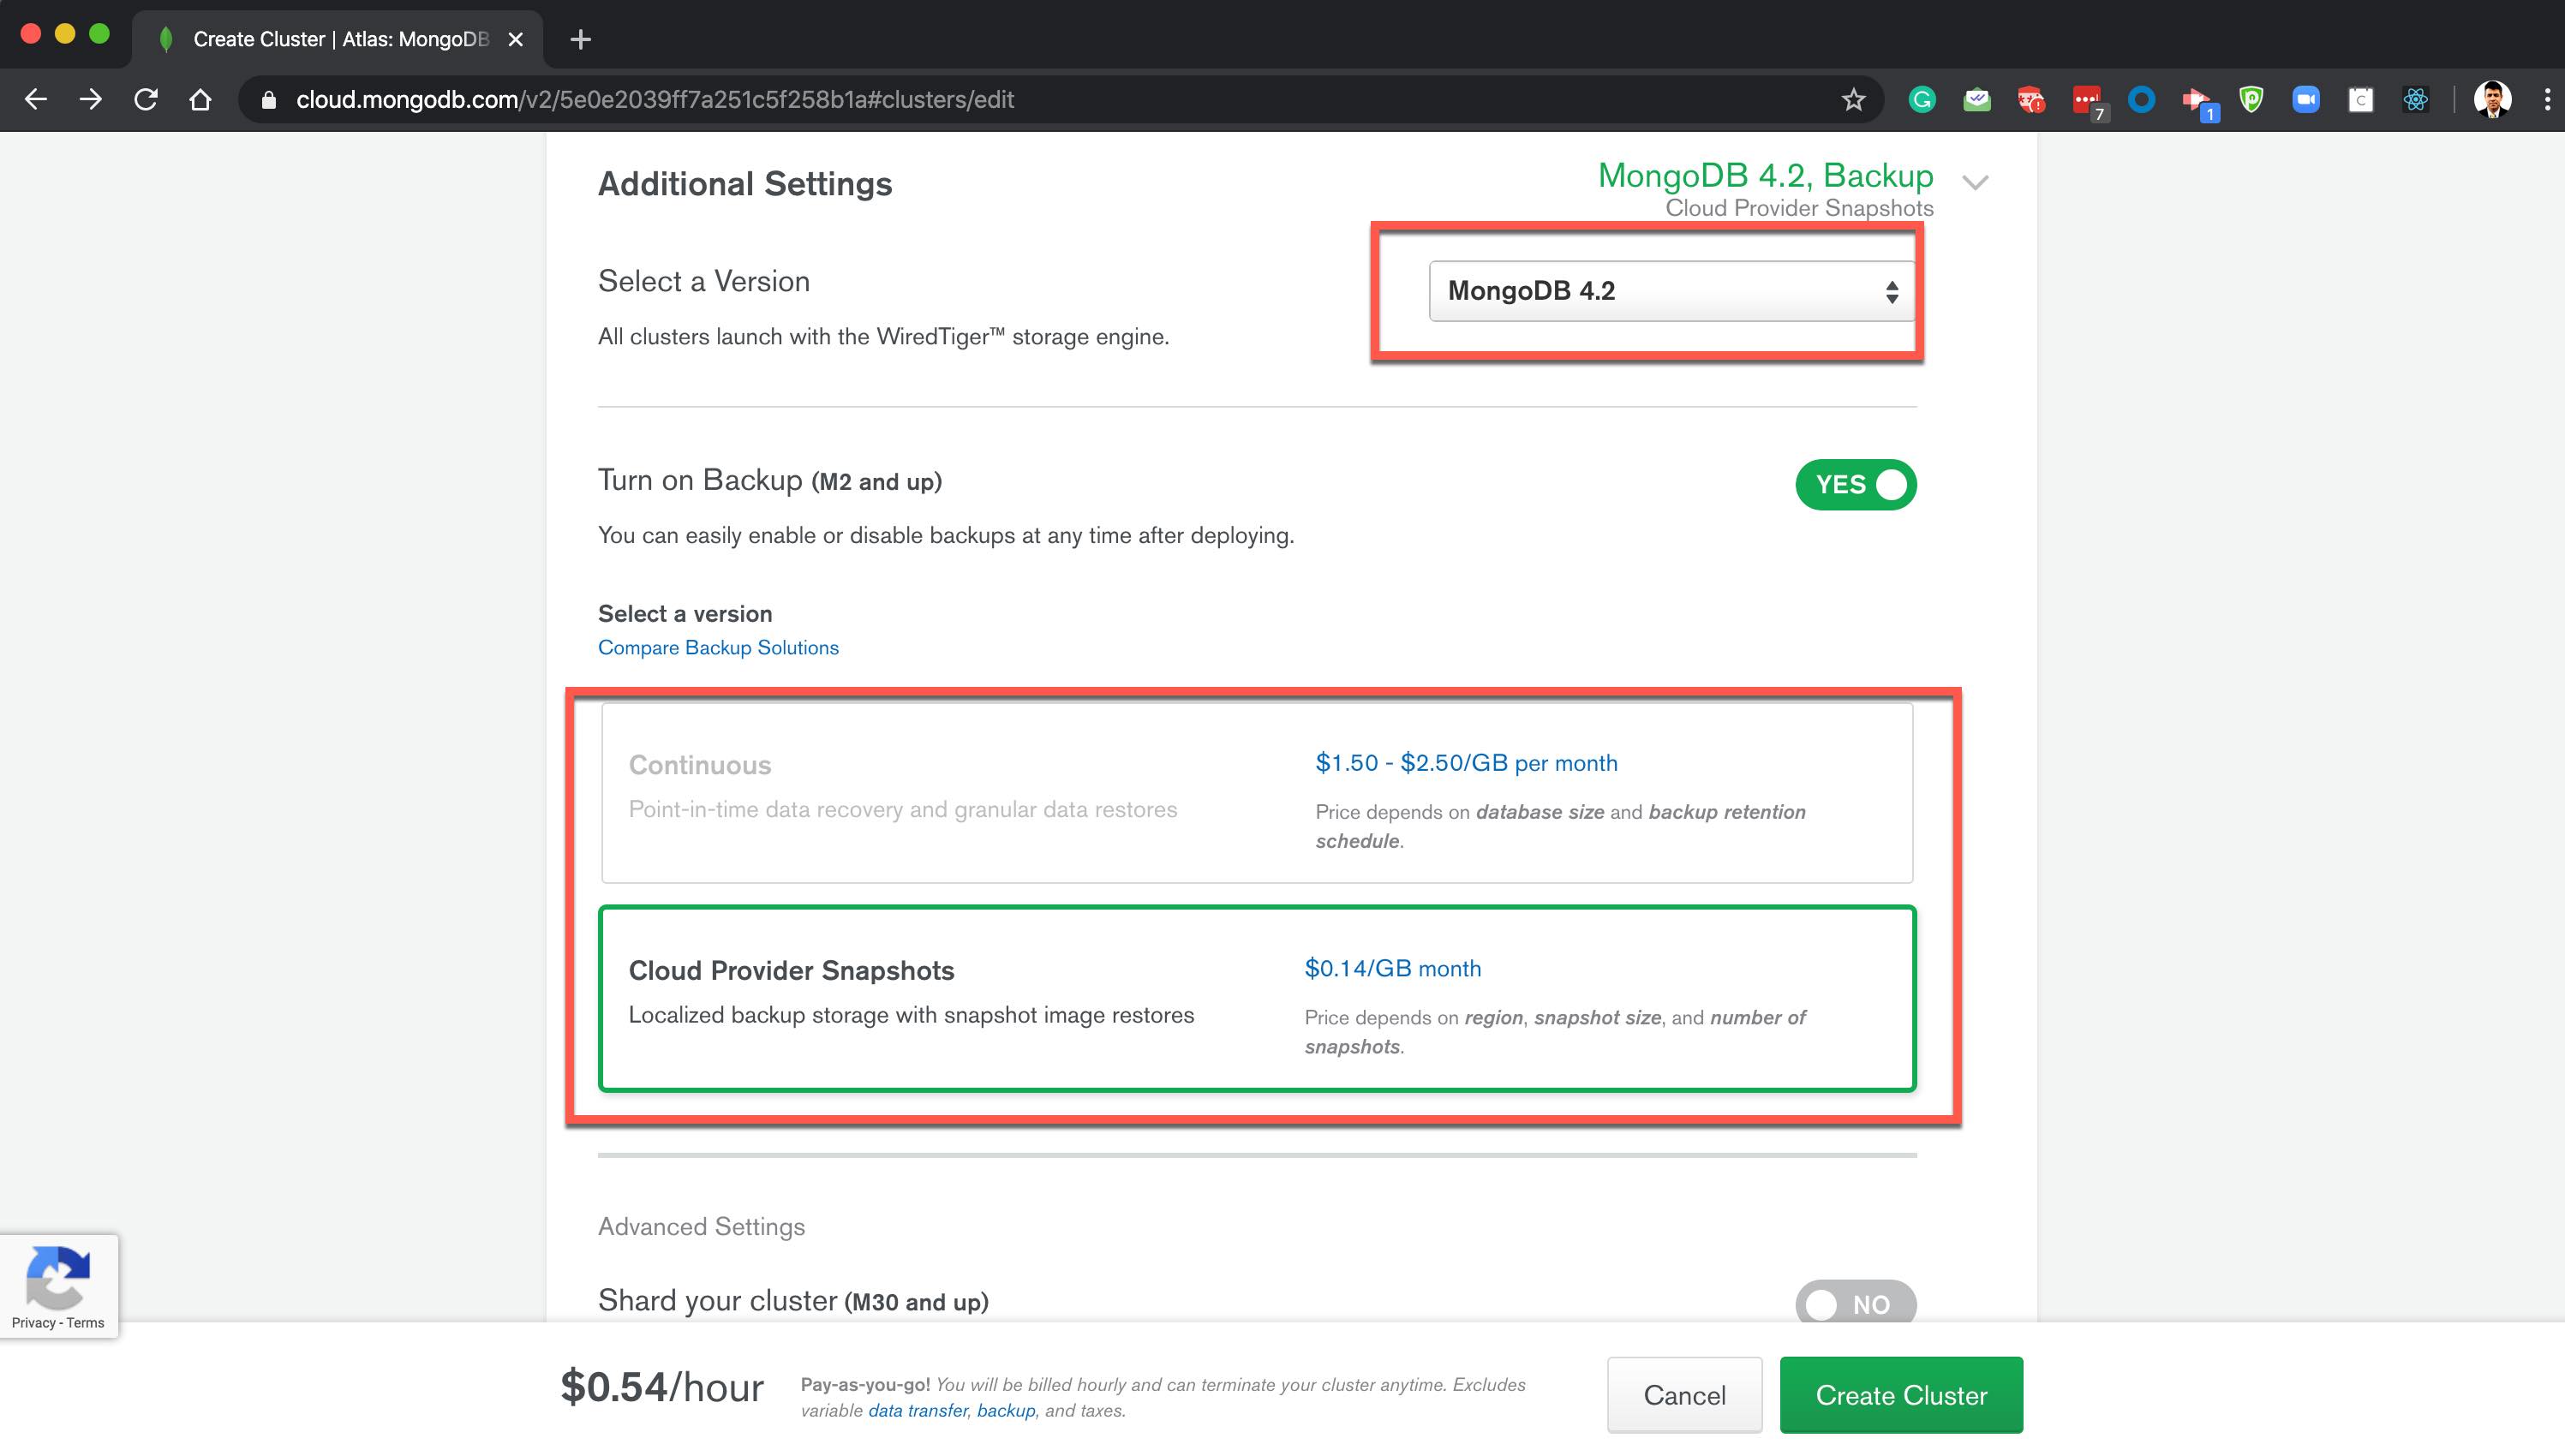 Create Cluster | Atlas: MongoDB
cloud.mongodb.com/v2/5e0e2039ff7a251c5f258b1a#clusters/edit
7
1
C
Additional Settings
MongoDB 4.2, Backup
Cloud Provider Snapshots
Select a Version
MongoDB 4.2
All clusters launch with the WiredTiger™ storage engine.
Turn on Backup (M2 and up)
YES
You can easily enable or disable backups at any time after deploying.
Select a version
Compare Backup Solutions
Continuous
$1.50 - $2.50/GB per month
Point-in-time data recovery and granular data restores
Price depends on database size and backup retention
schedule.
Cloud Provider Snapshots
$0.14/GB month
Localized backup storage with snapshot image restores
Price depends on region, snapshot size, and number of
snapshots.
Advanced Settings
Shard your cluster (M30 and up)
NO
Privacy - Terms
$0.54/hour
Pay-as-you-go! You will be billed hourly and can terminate your cluster anytime. Excludes
variable data transfer, backup, and taxes.
Cancel
Create Cluster